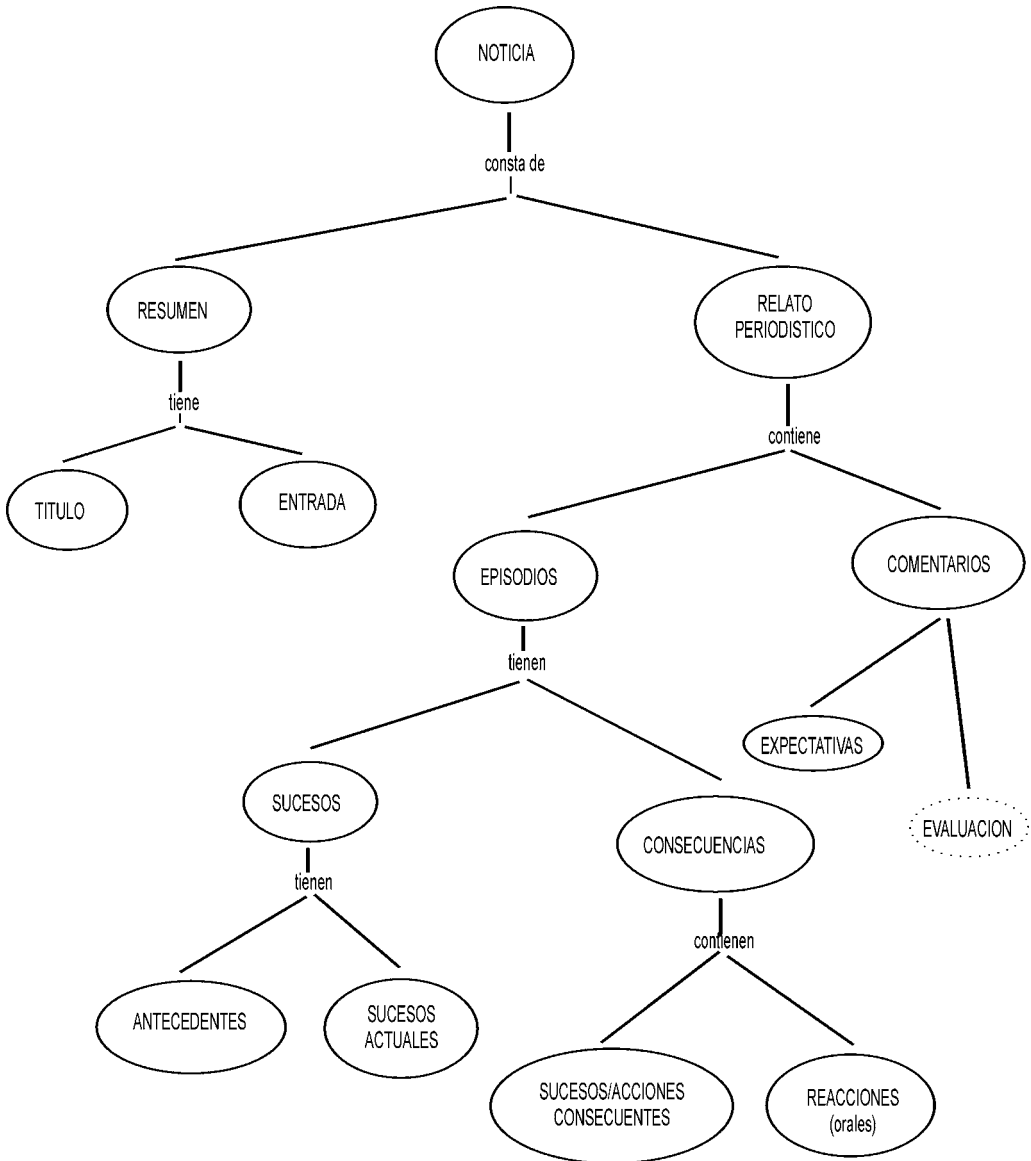 NOTICIA
consta de
RESUMEN
RELATO
PERIODISTICO
tiene
contiene
TITULO
ENTRADA
EPISODIOS
COMENTARIOS
tienen
EXPECTATIVAS
EVALUACION
SUCESOS
CONSECUENCIAS
tienen
contienen
ANTECEDENTES
SUCESOS
ACTUALES
SUCESOS/ACCIONES
CONSECUENTES
REACCIONES
(orales)